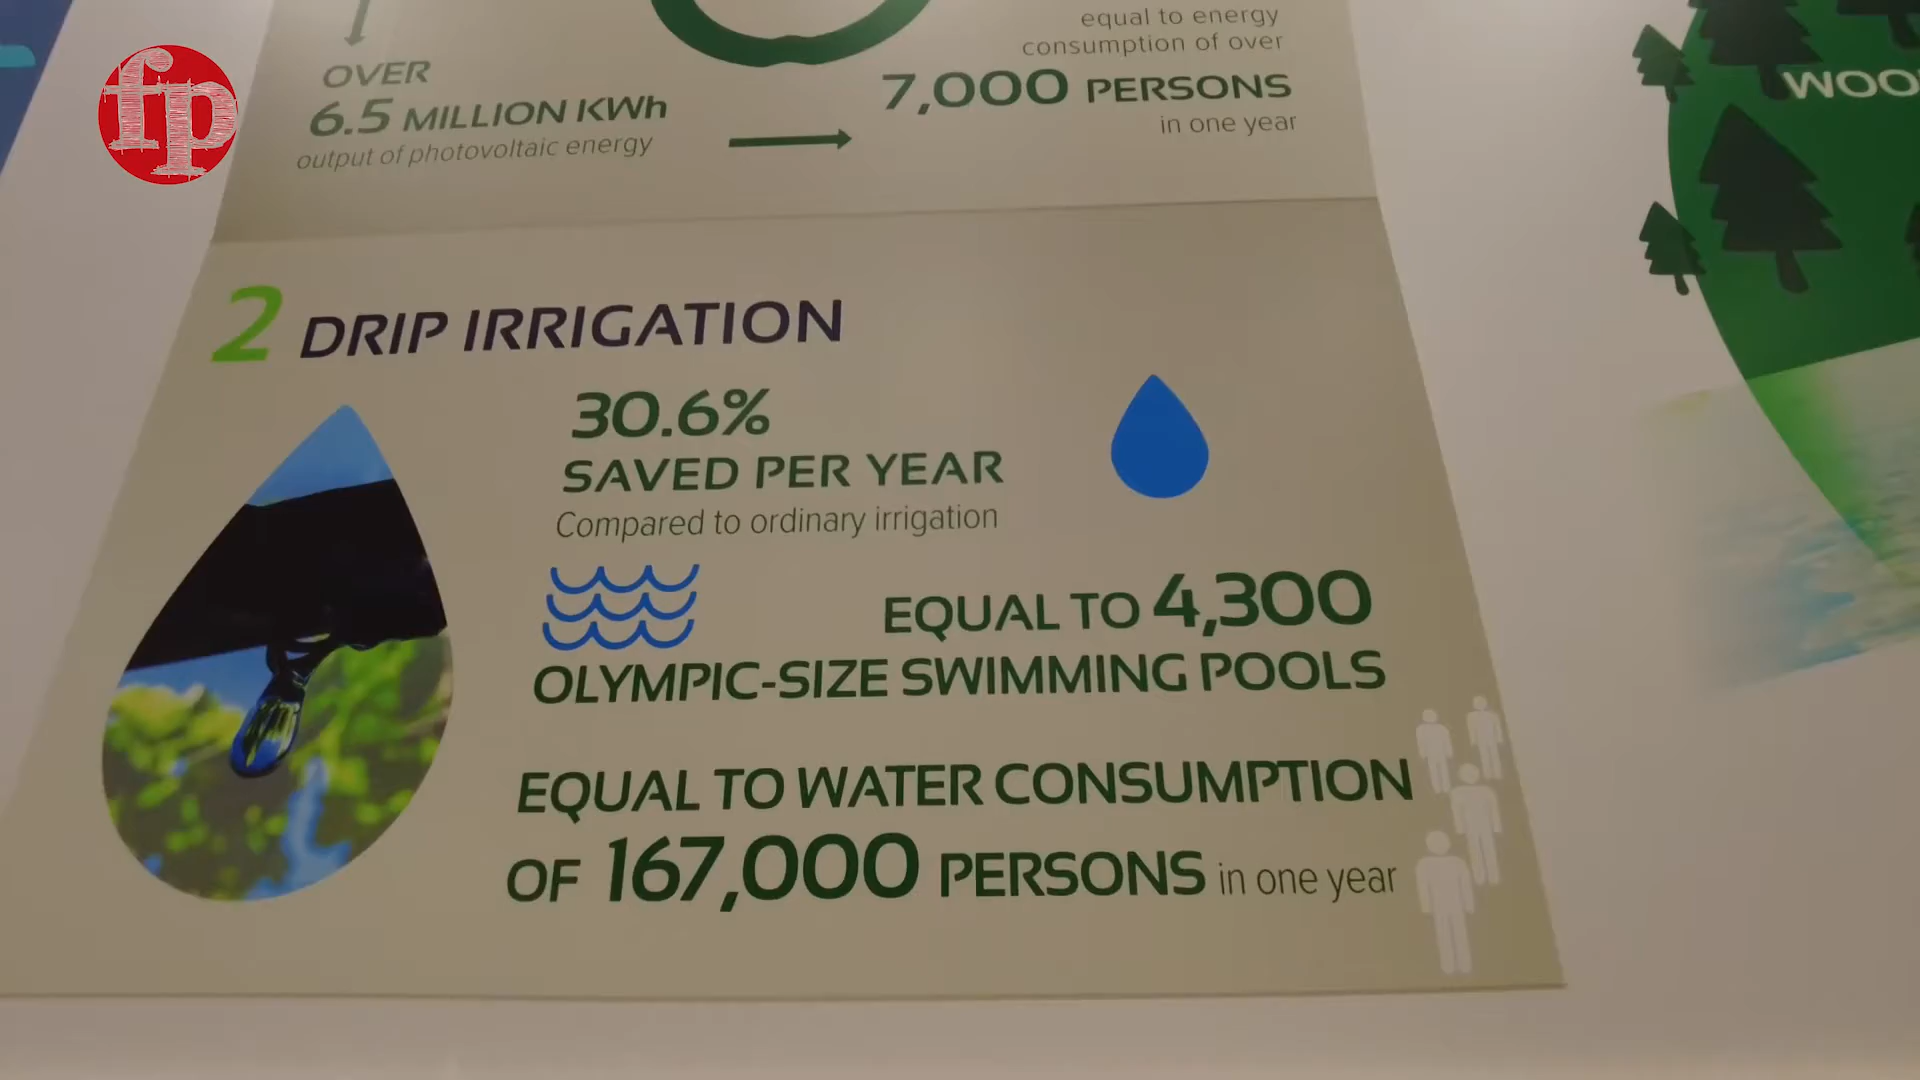 fp
OVER
6.5 MILLION KWh
output of photovoltaic energy
equal to energy
consumption of over
7,000 PERSONS
in one year
2 DRIP IRRIGATION
30.6%
SAVED PER YEAR
Compared to ordinary irrigation
EQUAL TO 4,300
OLYMPIC-SIZE SWIMMING POOLS
EQUAL TO WATER CONSUMPTION
OF 167,000 PERSONS in one year